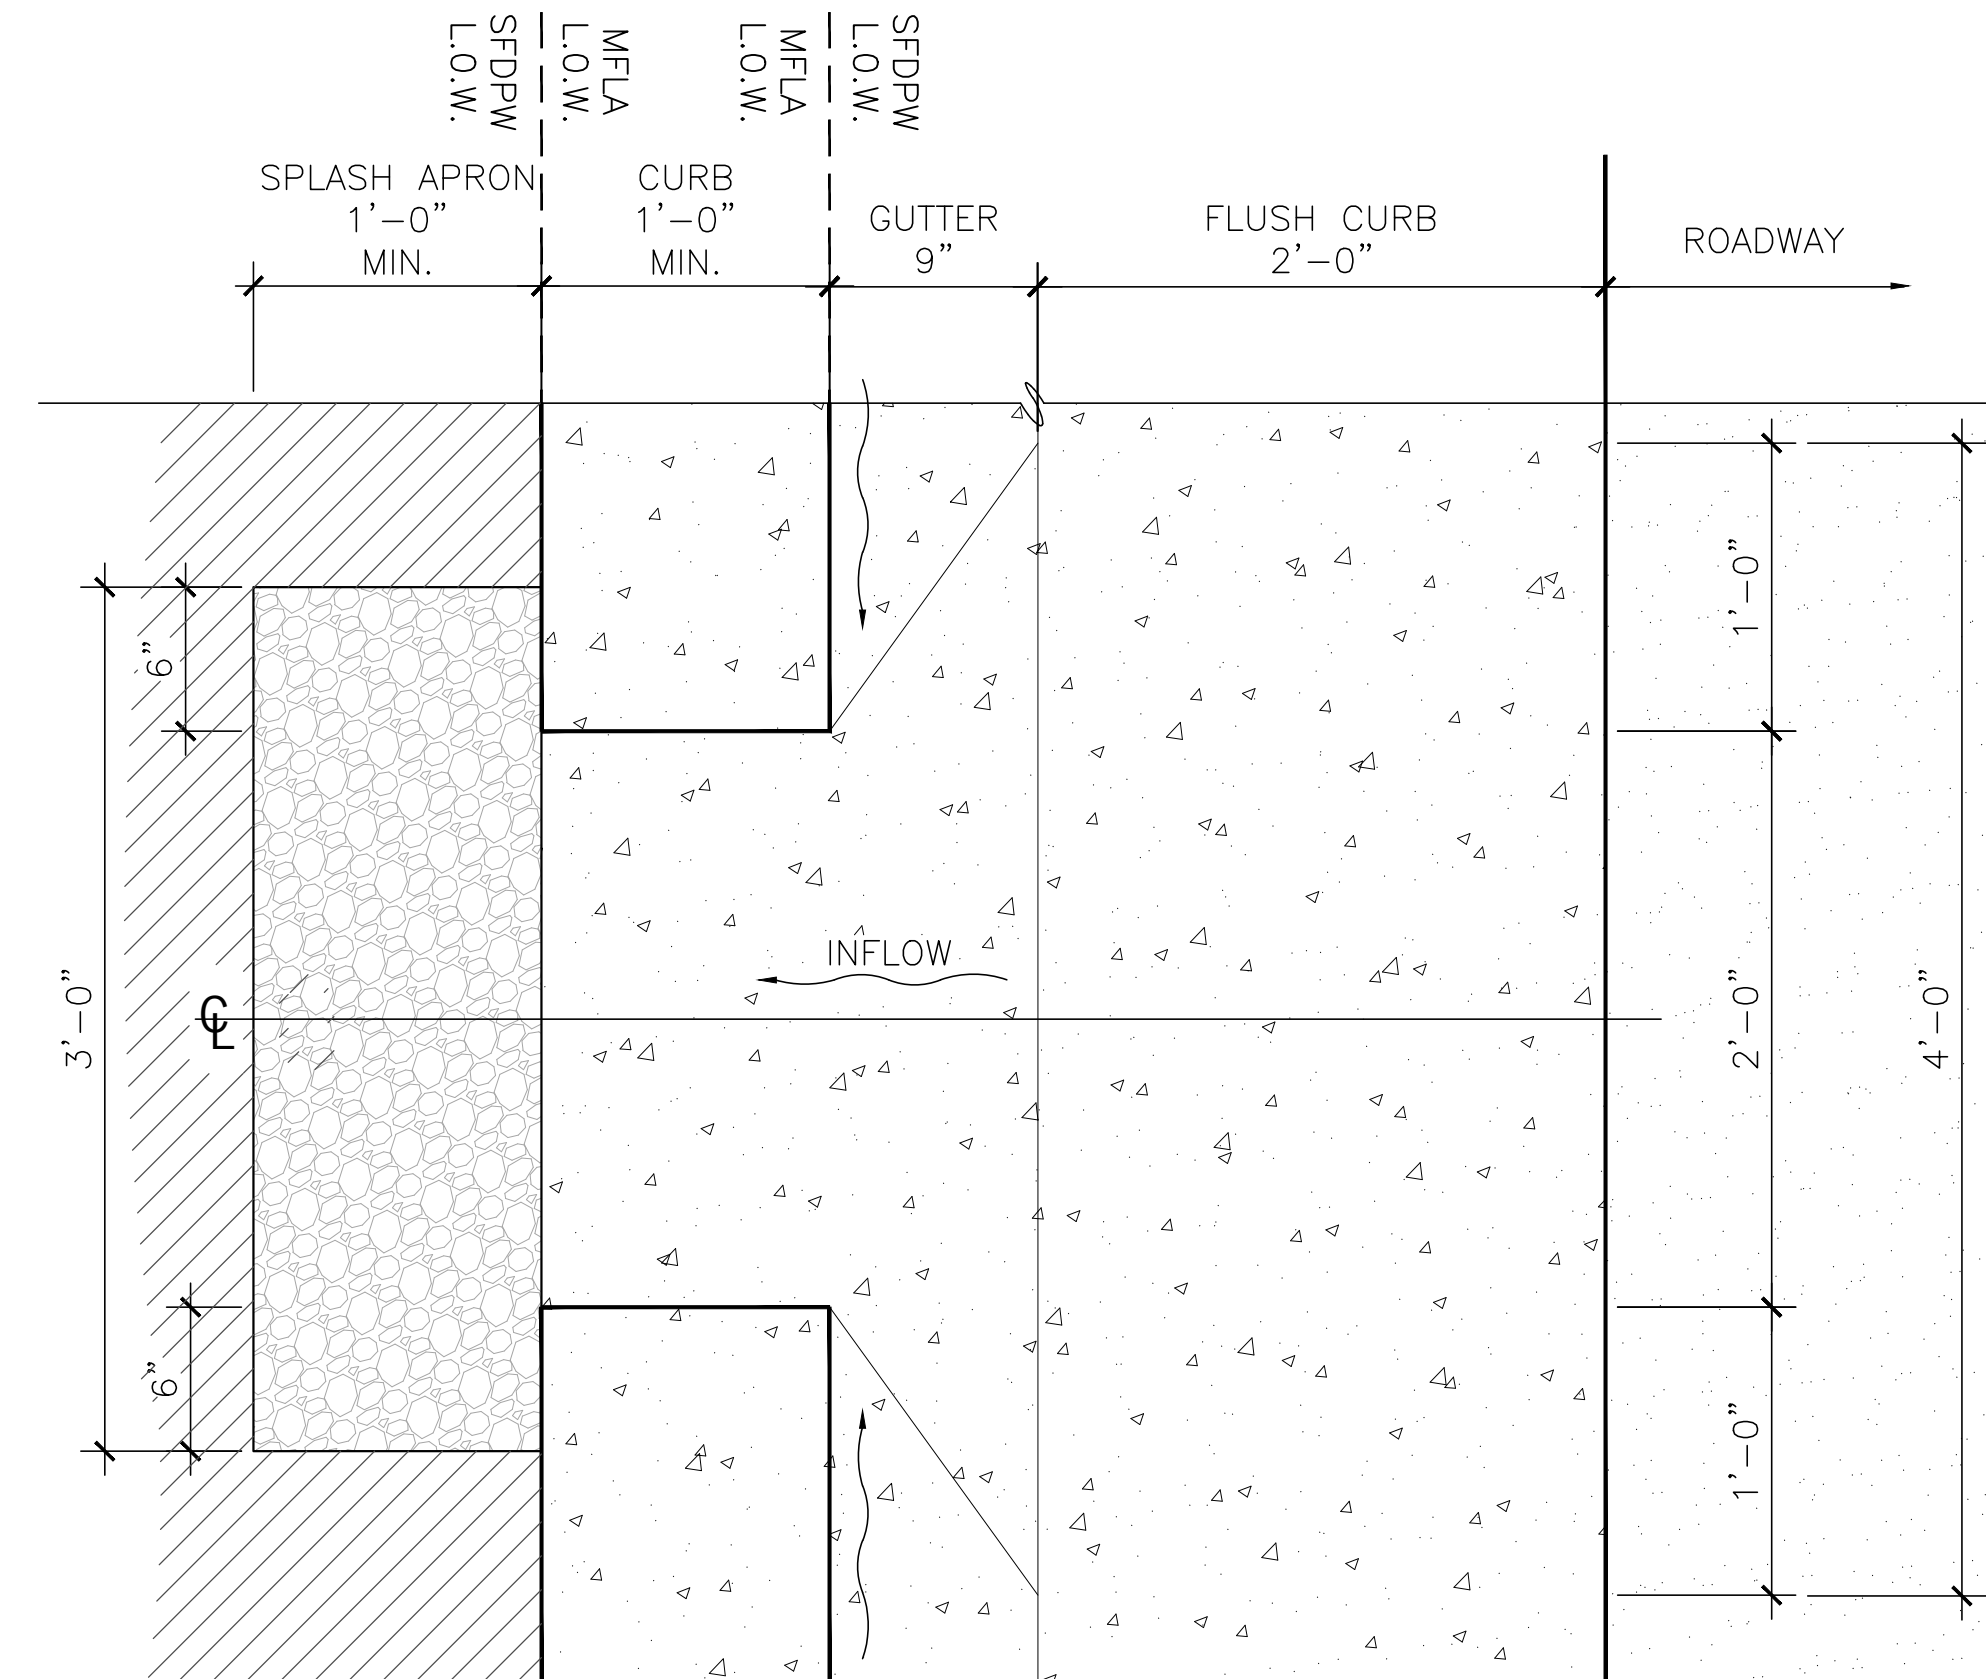 SFDPW
L.O.W.
MFLA
L.O.W.
MFLA
L.O.W.
SFDPW
L.O.W.
SPLASH APRON
1'-0"
MIN.
CURB
1'-0"
MIN.
GUTTER
9"
FLUSH CURB
2'-0"
ROADWAY
6"
3'-0"
6"
CL
INFLOW
1'-0"
2'-0"
1'-0"
4'-0"